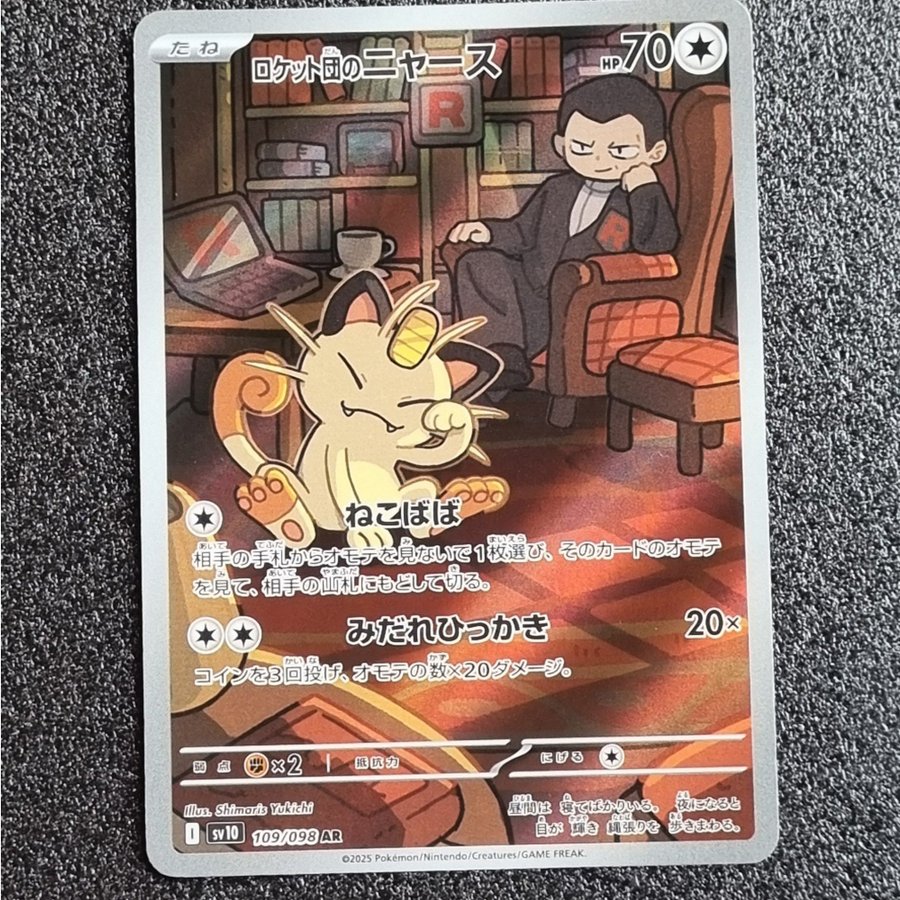 たね
ロケット団のニャース
HP70
R
R
ねこばば
相手の手札からオモテを見ないで1枚選び、そのカードのオモテ
を見て、相手の山札にもどして切る。
みだれひっかき 20×
コインを3回投げ、オモテの数×20ダメージ。
弱点 ×2 抵抗力 にげる
Illus. Shimaris Yukichi
昼間は 寝てばかりいる。 夜になると
目が 輝き 縄張りを 歩きまわる。
I sv10 109/098 AR
©2025 Pokémon/Nintendo/Creatures/GAME FREAK.